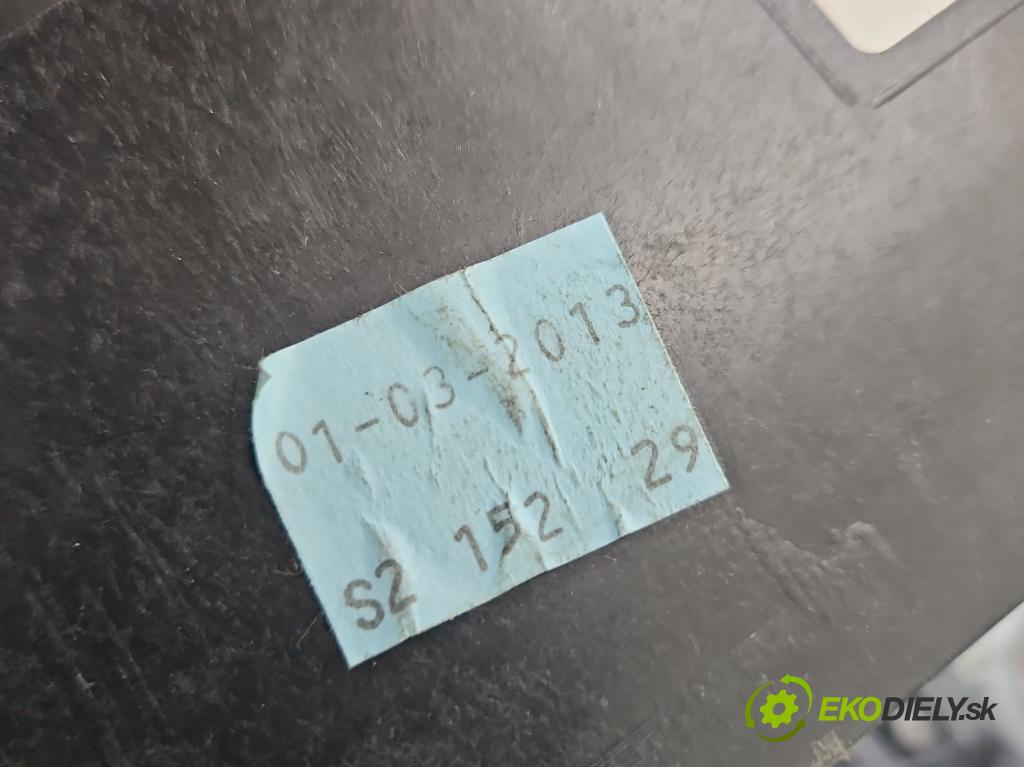 01-03-2013
S2 152 29
EKODIELY.sk